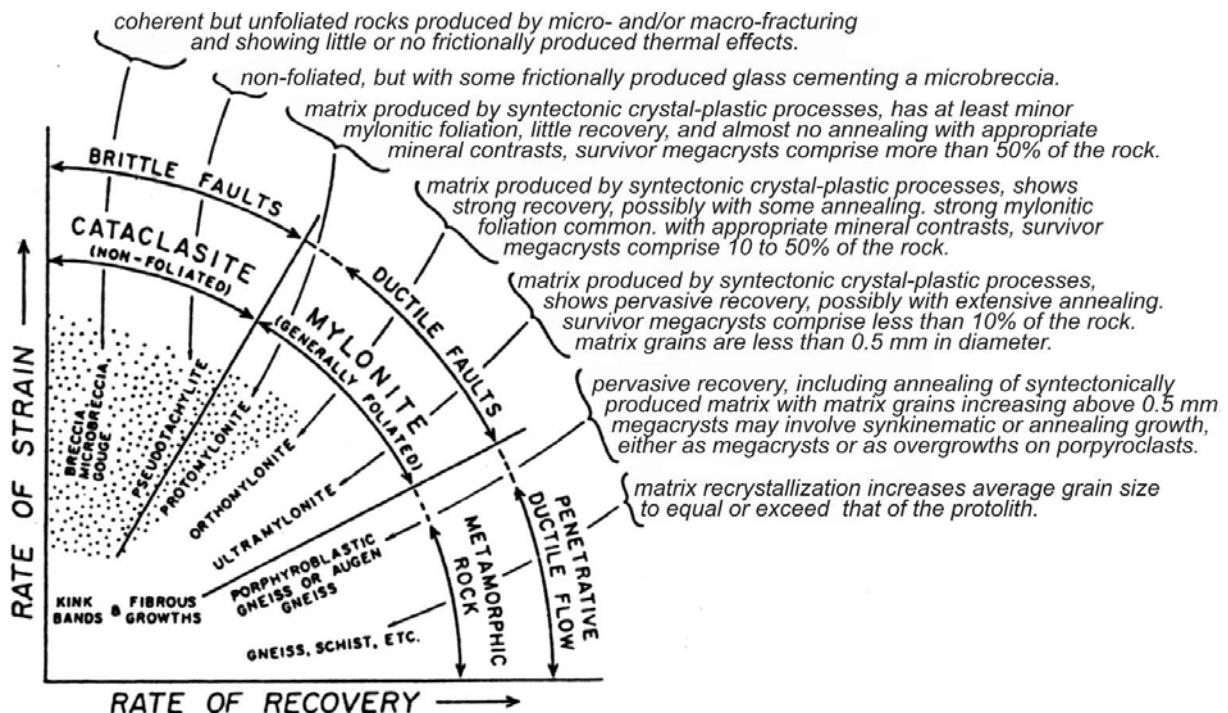 coherent but unfoliated rocks produced by micro- and/or macro-fracturing
and showing little or no frictionally produced thermal effects.
non-foliated, but with some frictionally produced glass cementing a microbreccia.
matrix produced by syntectonic crystal-plastic processes, has at least minor
mylonitic foliation, little recovery, and almost no annealing with appropriate
mineral contrasts, survivor megacrysts comprise more than 50% of the rock.
matrix produced by syntectonic crystal-plastic processes, shows
strong recovery, possibly with some annealing. strong mylonitic
foliation common. with appropriate mineral contrasts, survivor
megacrysts comprise 10 to 50% of the rock.
matrix produced by syntectonic crystal-plastic processes,
shows pervasive recovery, possibly with extensive annealing.
survivor megacrysts comprise less than 10% of the rock.
matrix grains are less than 0.5 mm in diameter.
pervasive recovery, including annealing of syntectonically
produced matrix with matrix grains increasing above 0.5 mm
megacrysts may involve synkinematic or annealing growth,
either as megacrysts or as overgrowths on porpyroclasts.
matrix recrystallization increases average grain size
to equal or exceed that of the protolith.
BRITTLE FAULTS
DUCTILE FAULTS
PENETRATIVE
DUCTILE FLOW
CATACLASITE
(NON-FOLIATED)
MYLONITE
(GENERALLY FOLIATED)
METAMORPHIC
ROCK
BRECCIA
MICROBRECCIA,
GOUGE
PSEUDOTACHYLITE
PROTOMYLONITE
ORTHOMYLONITE
ULTRAMYLONITE
PORPHYROBLASTIC
GNEISS OR AUGEN
GNEISS
GNEISS, SCHIST, ETC.
KINK & FIBROUS
BANDS GROWTHS
RATE OF STRAIN
RATE OF RECOVERY